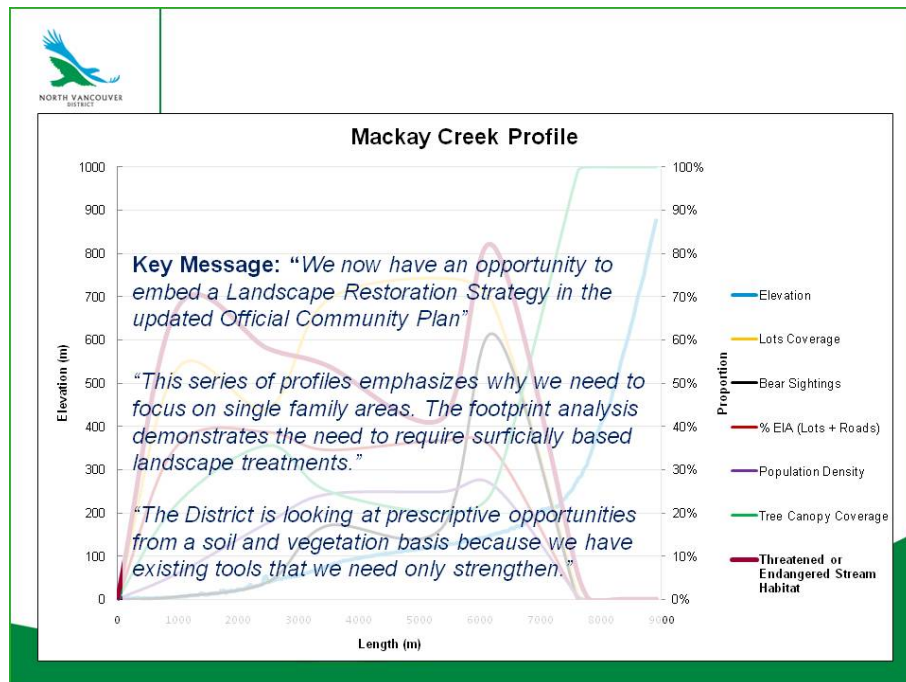 NORTH VANCOUVER
DISTRICT
Mackay Creek Profile
1000
900
800
700
600
500
400
300
200
100
0
Elevation (m)
Key Message: “We now have an opportunity to
embed a Landscape Restoration Strategy in the
updated Official Community Plan”
“This series of profiles emphasizes why we need to
focus on single family areas. The footprint analysis
demonstrates the need to require surficially based
landscape treatments.”
“The District is looking at prescriptive opportunities
from a soil and vegetation basis because we have
existing tools that we need only strengthen.”
100%
90%
80%
70%
60%
50%
40%
30%
20%
10%
0%
Proportion
0 1000 2000 3000 4000 5000 6000 7000 8000 9000
Length (m)
Elevation
Lots Coverage
Bear Sightings
% EIA (Lots + Roads)
Population Density
Tree Canopy Coverage
Threatened or
Endangered Stream
Habitat